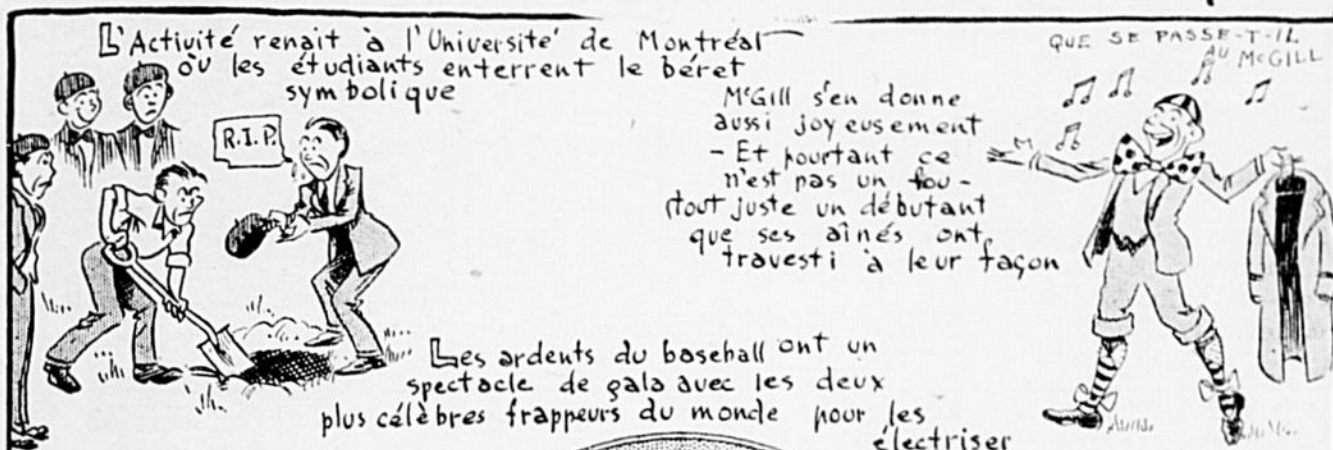 L'Activité renait à l'Université de Montréal
où les étudiants enterrent le béret
symbolique
R.I.P.
McGill s'en donne
aussi joyeusement
- Et pourtant ce
n'est pas un fou -
tout juste un débutant
que ses aînés ont
travesti à leur façon
QUE SE PASSE-T-IL
AU McGILL
Les ardents du baseball ont un
spectacle de gala avec les deux
plus célèbres frappeurs du monde pour les
électriser